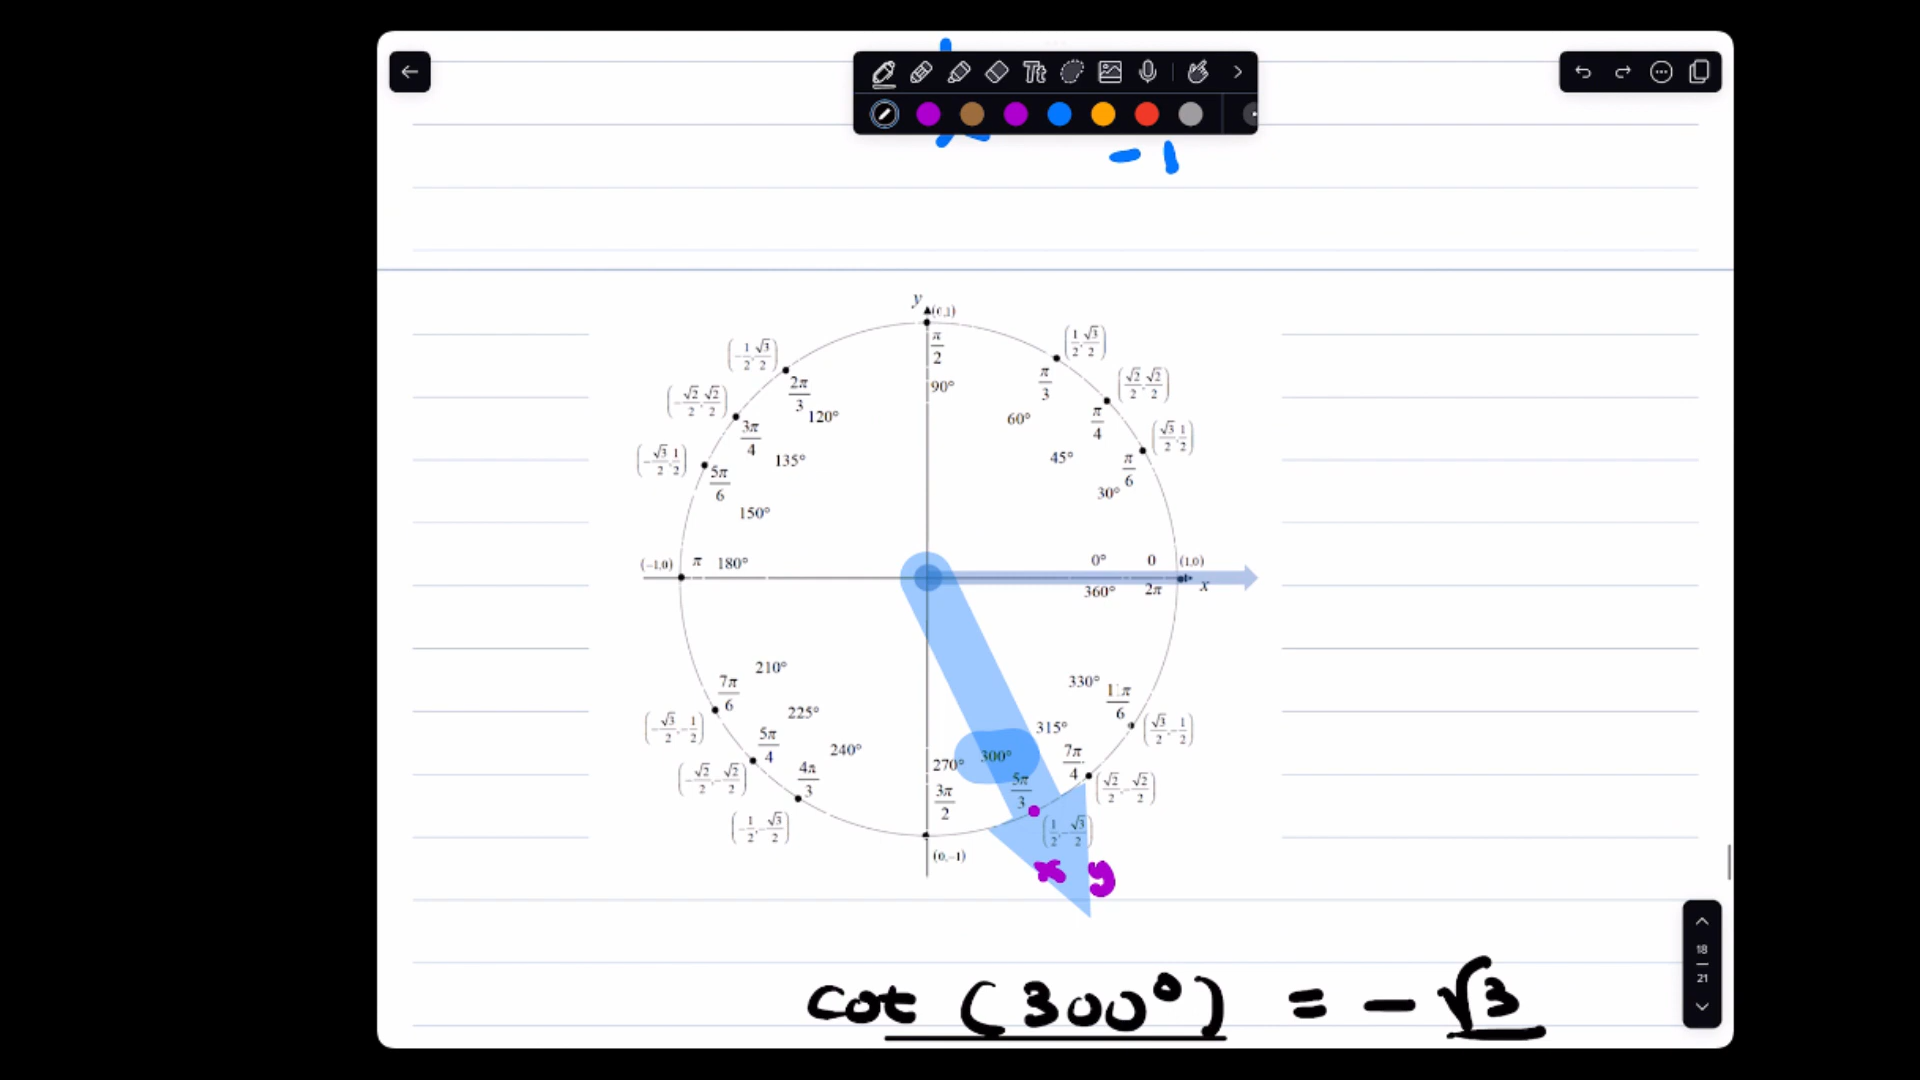 Tt
- 1
y
(0,1)
π/2
90°
(1/2, √3/2)
π/3
60°
(√2/2, √2/2)
π/4
45°
(√3/2, 1/2)
π/6
30°
(-1/2, √3/2)
2π/3
120°
(-√2/2, √2/2)
3π/4
135°
(-√3/2, 1/2)
5π/6
150°
(-1,0) π 180°
0° 0 (1,0)
360° 2π x
210°
7π/6
(-√3/2, -1/2)
225°
5π/4
(-√2/2, -√2/2)
240°
4π/3
(-1/2, -√3/2)
270°
3π/2
(0,-1)
300°
5π/3
(1/2, -√3/2)
x y
315°
7π/4
(√2/2, -√2/2)
330°
11π/6
(√3/2, -1/2)
18
21
cot (300°) = - √3